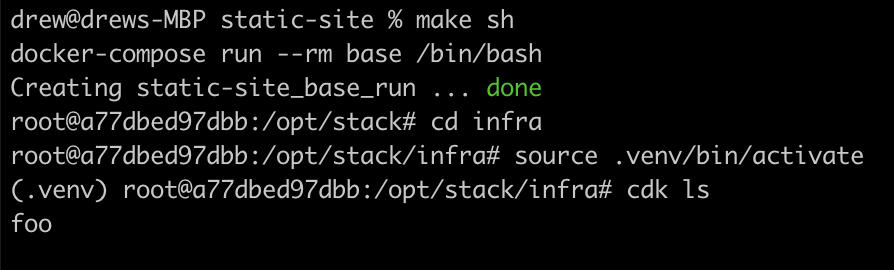 drew@drews-MBP static-site % make sh
docker-compose run --rm base /bin/bash
Creating static-site_base_run ... done
root@a77dbed97dbb:/opt/stack# cd infra
root@a77dbed97dbb:/opt/stack/infra# source .venv/bin/activate
(.venv) root@a77dbed97dbb:/opt/stack/infra# cdk ls
foo